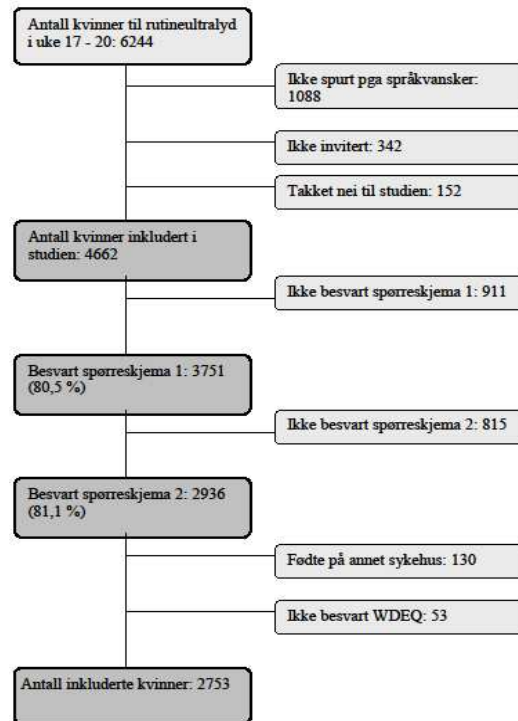 Antall kvinner til rutineultralyd
i uke 17 - 20: 6244
Ikke spurt pga språkvansker:
1088
Ikke invitert: 342
Takket nei til studien: 152
Antall kvinner inkludert i
studien: 4662
Ikke besvart spørreskjema 1: 911
Besvart spørreskjema 1: 3751
(80,5 %)
Ikke besvart spørreskjema 2: 815
Besvart spørreskjema 2: 2936
(81,1 %)
Fødte på annet sykehus: 130
Ikke besvart WDEQ: 53
Antall inkluderte kvinner: 2753